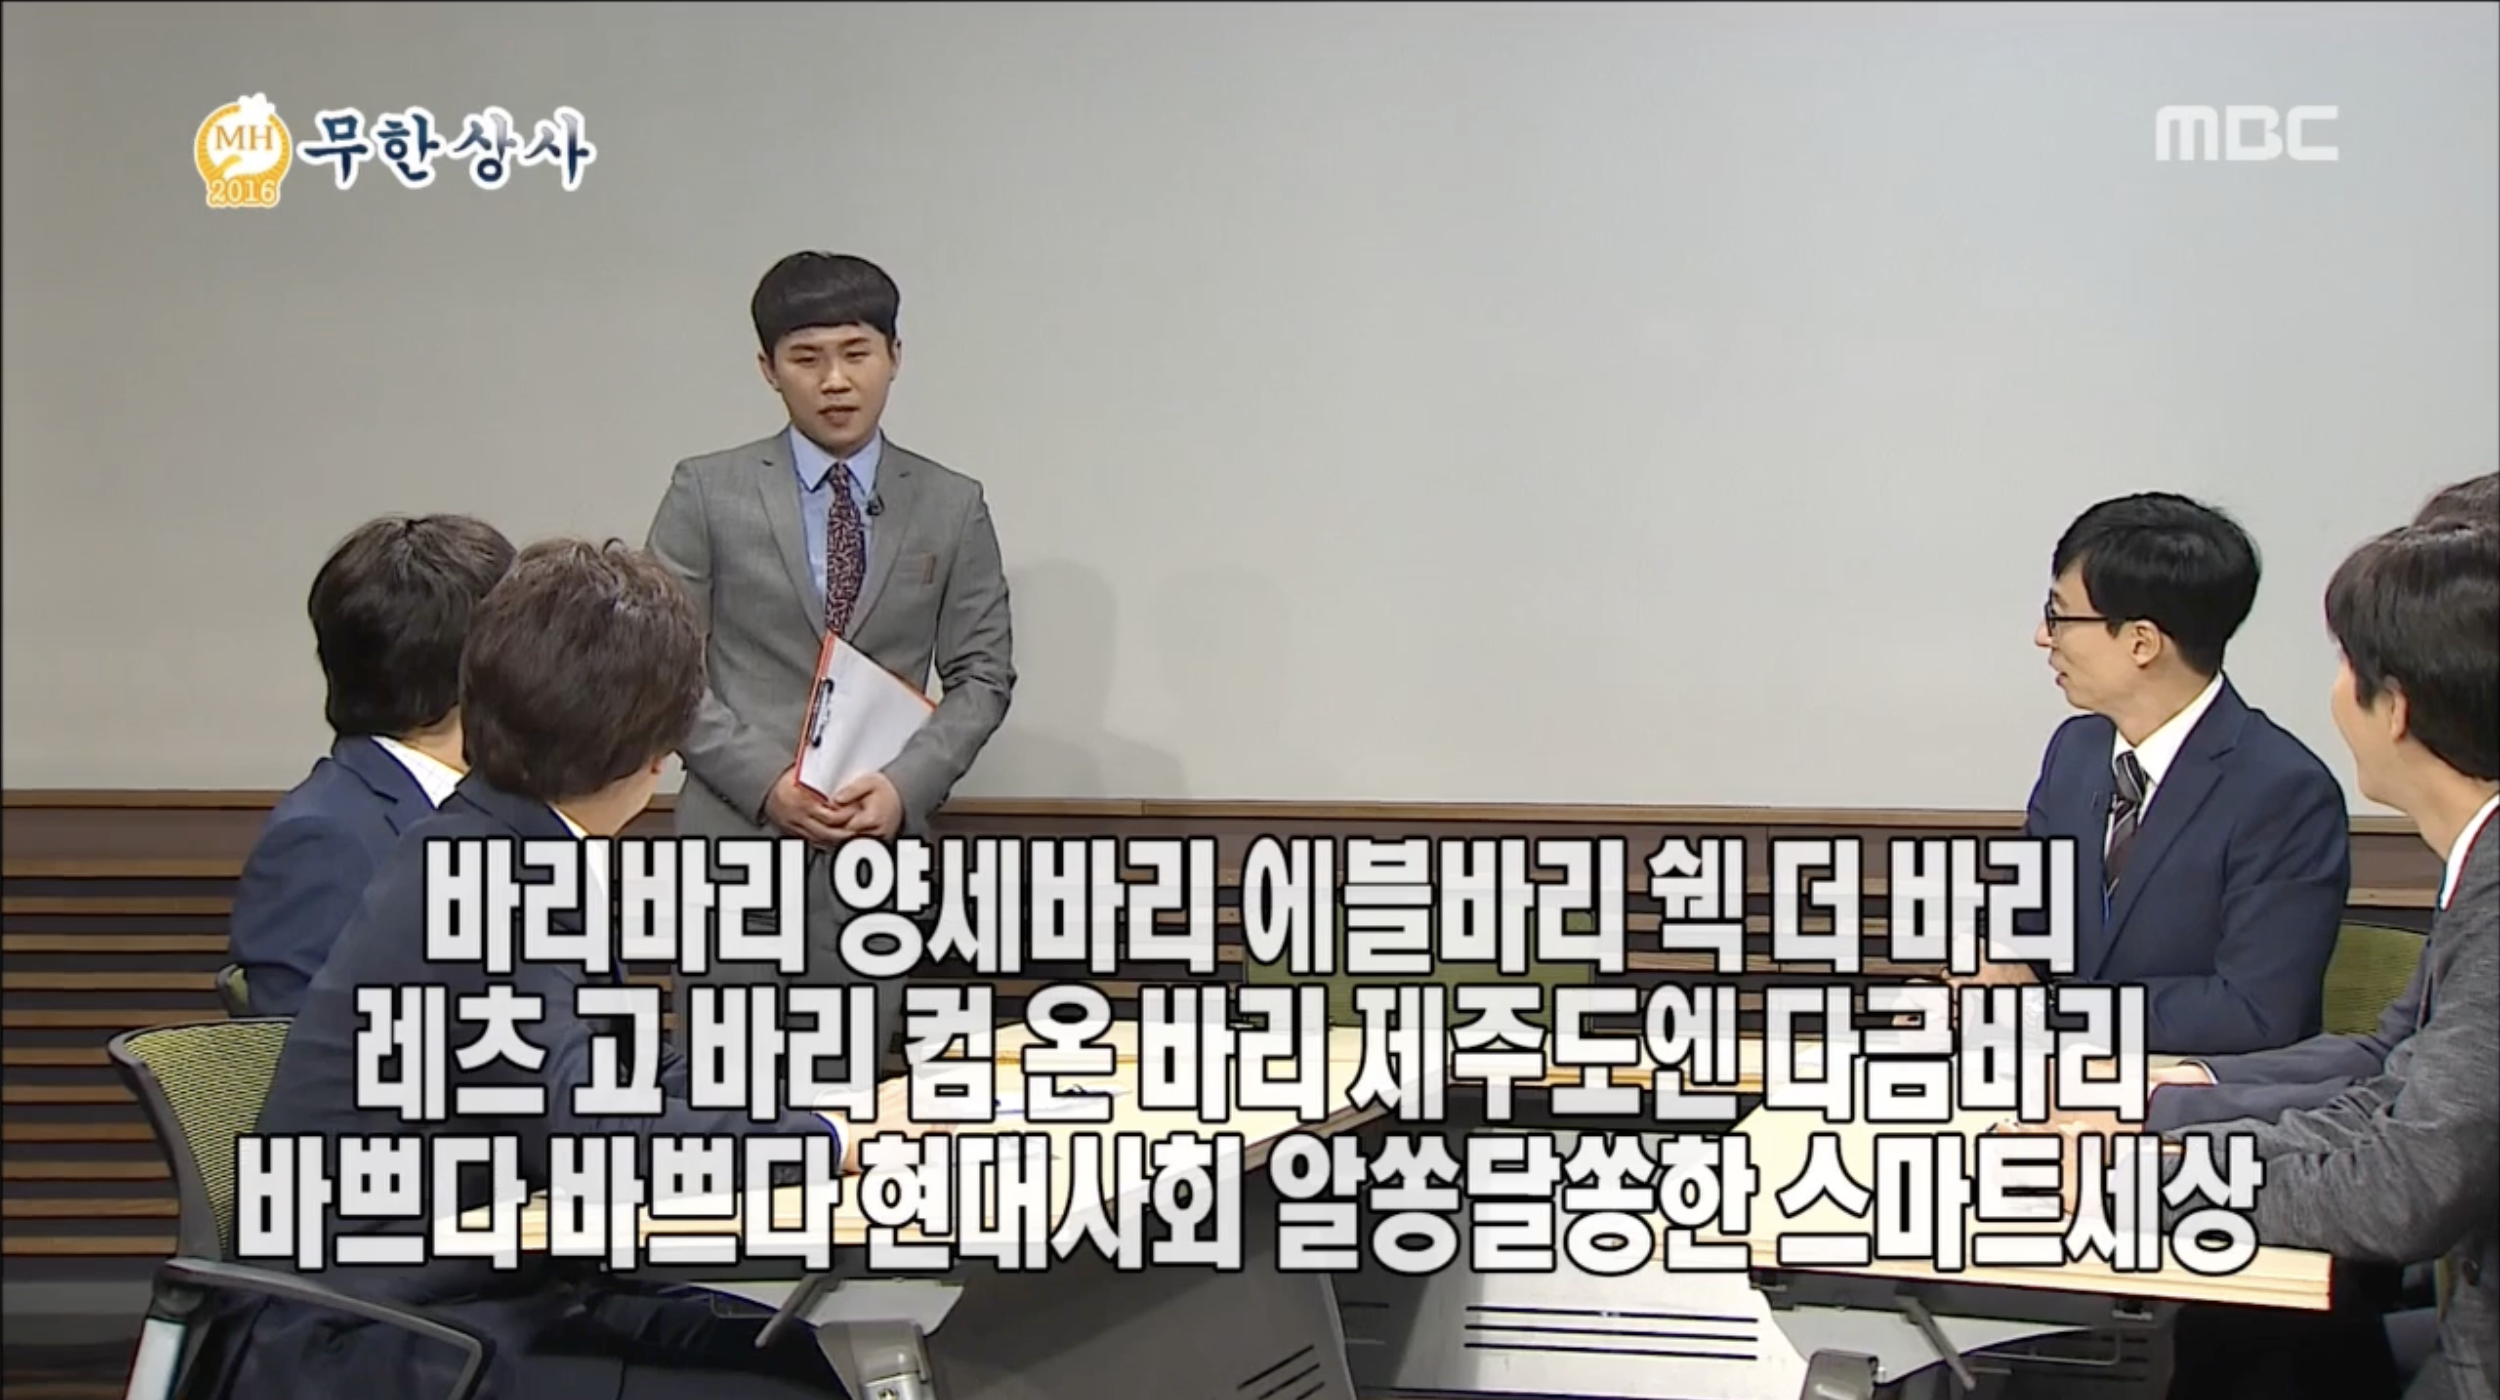 MH
2016
무한상사
MBC
바리바리 양세바리 에블바리 쉑 더 바리
레츠 고 바리 컴 온 바리 제주도엔 다금바리
바쁘다 바쁘다 현대사회 알쏭달쏭한 스마트세상